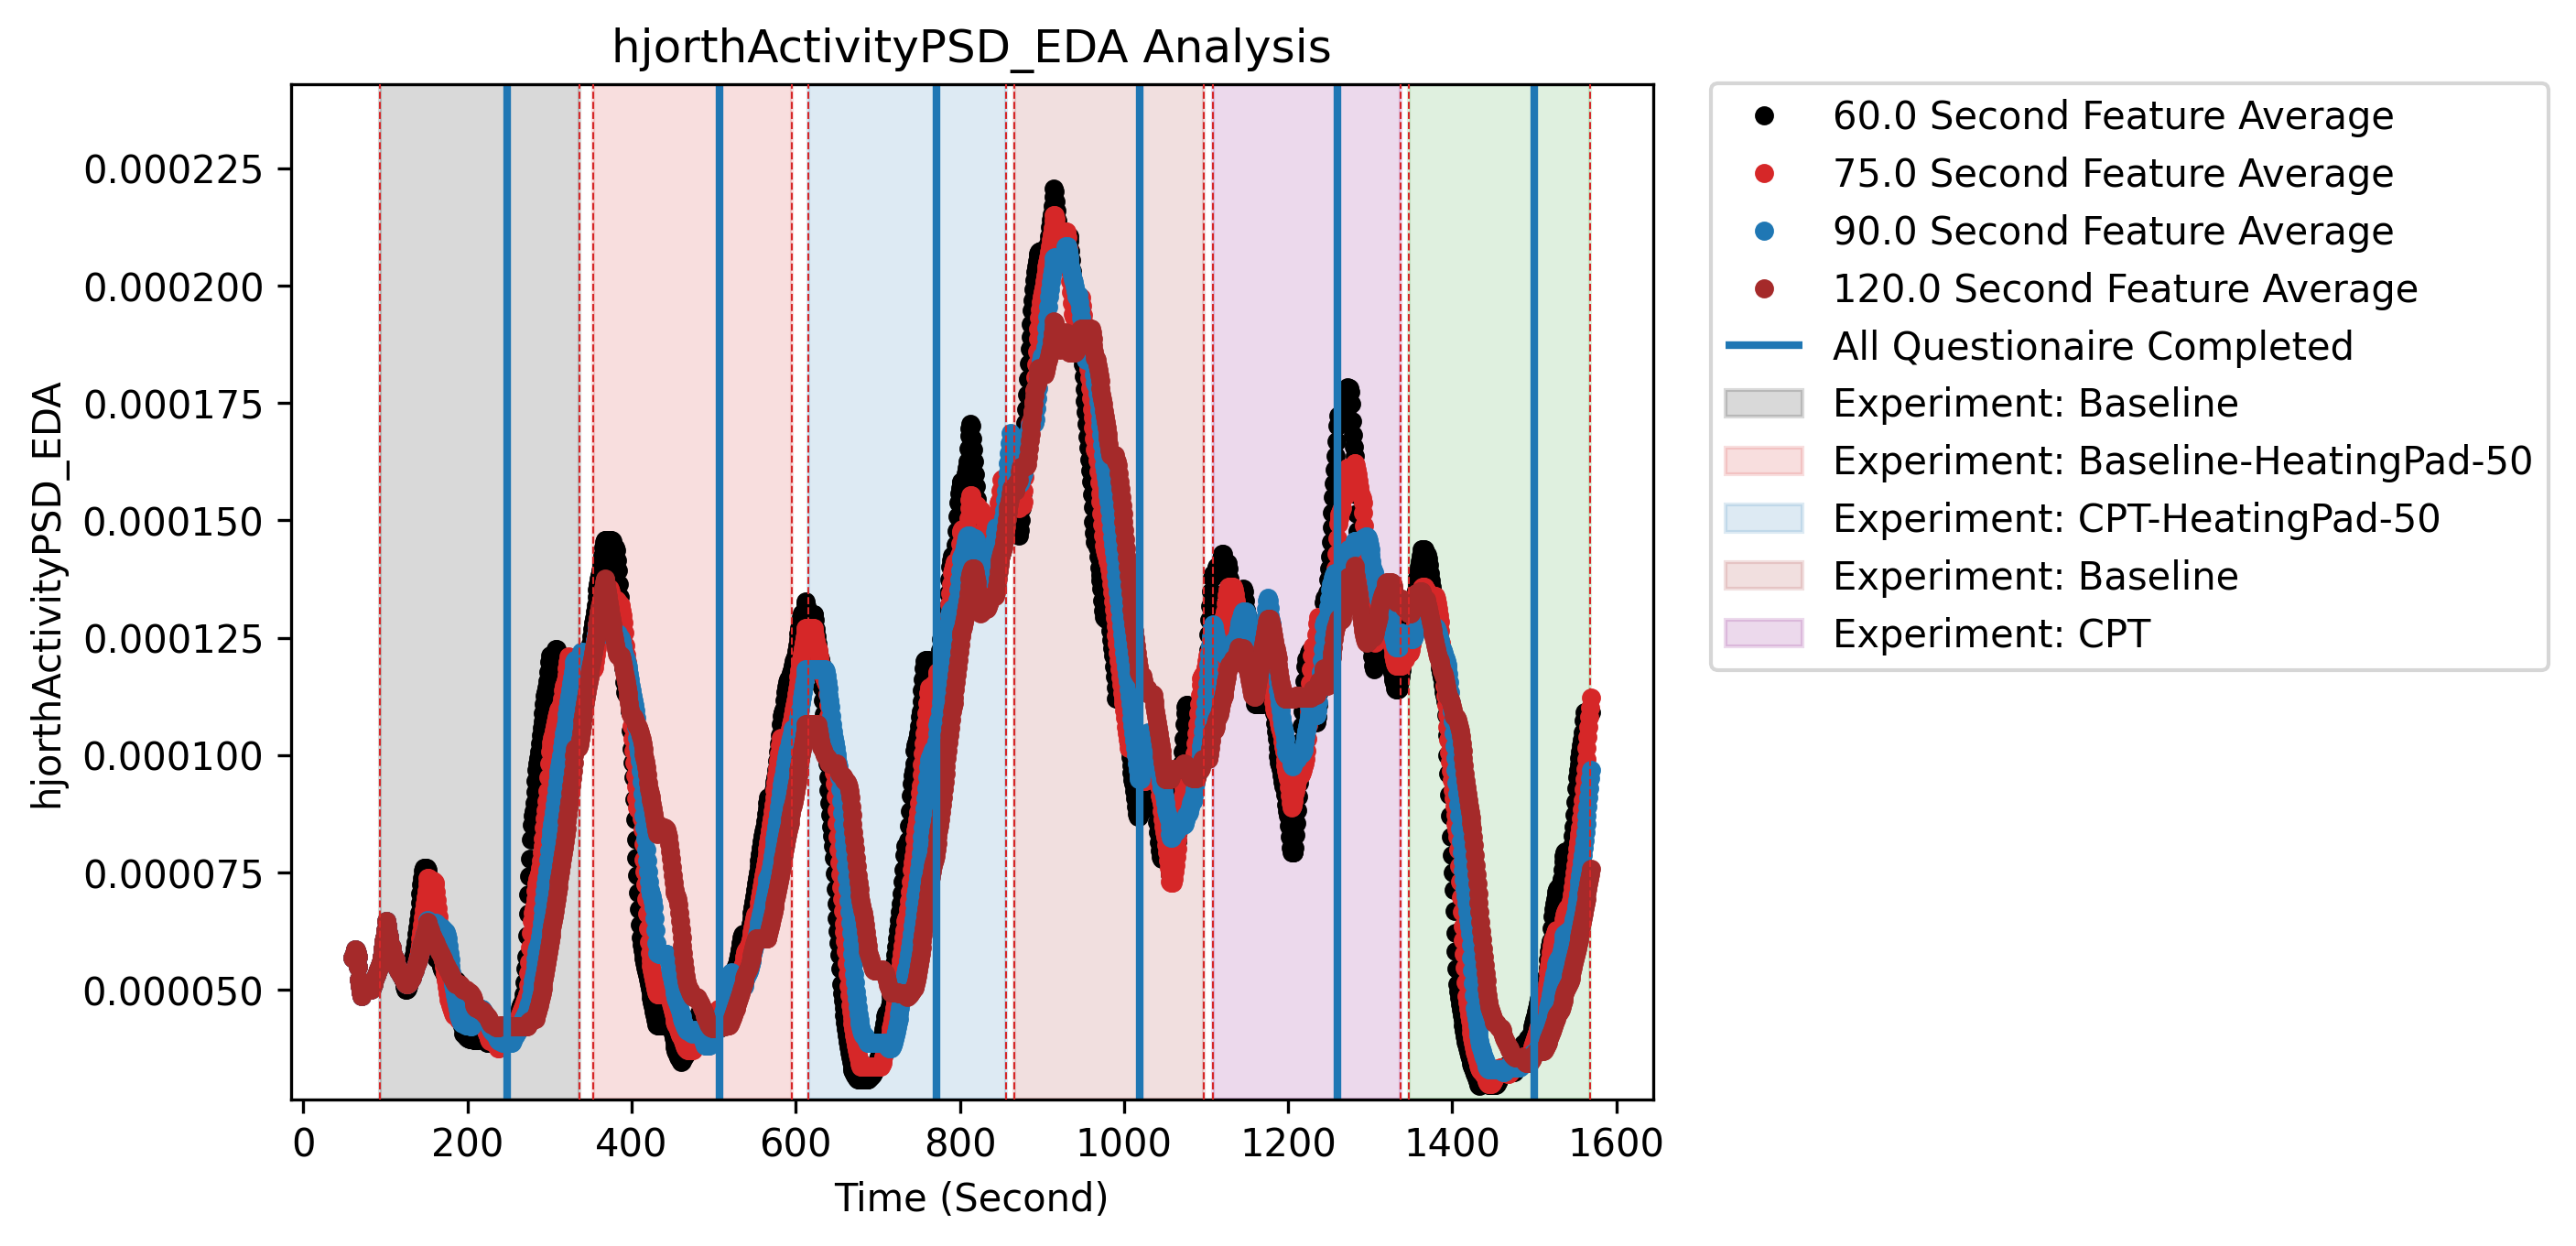 hjorthActivityPSD_EDA Analysis
hjorthActivityPSD_EDA
0.000225
0.000200
0.000175
0.000150
0.000125
0.000100
0.000075
0.000050
0 200 400 600 800 1000 1200 1400 1600
Time (Second)
60.0 Second Feature Average
75.0 Second Feature Average
90.0 Second Feature Average
120.0 Second Feature Average
All Questionaire Completed
Experiment: Baseline
Experiment: Baseline-HeatingPad-50
Experiment: CPT-HeatingPad-50
Experiment: Baseline
Experiment: CPT